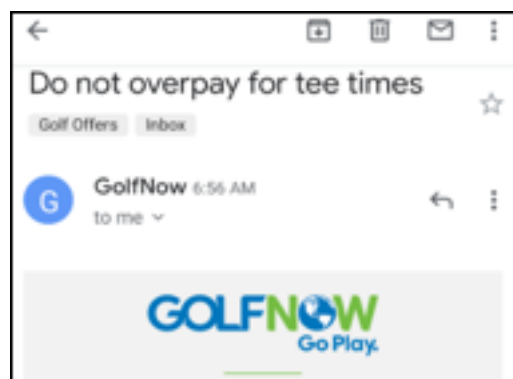 Do not overpay for tee times
Golf Offers Inbox
G
GolfNow 6:56 AM
to me
GOLFNOW
Go Play.